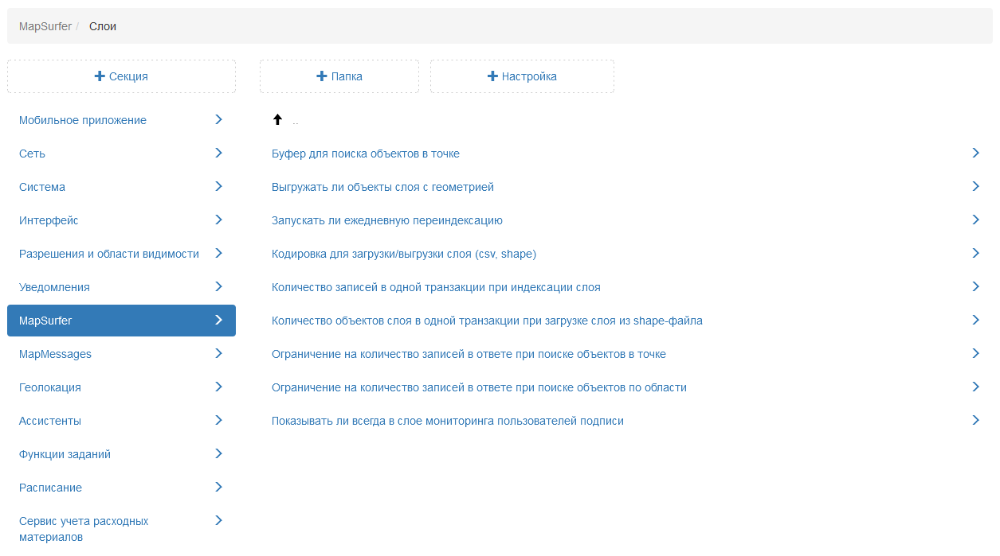 MapSurfer / Слои
Секция
Папка
Настройка
Мобильное приложение
Сеть
Система
Интерфейс
Разрешения и области видимости
Уведомления
MapSurfer
MapMessages
Геолокация
Ассистенты
Функции заданий
Расписание
Сервис учета расходных
материалов
..
Буфер для поиска объектов в точке
Выгружать ли объекты слоя с геометрией
Запускать ли ежедневную переиндексацию
Кодировка для загрузки/выгрузки слоя (csv, shape)
Количество записей в одной транзакции при индексации слоя
Количество объектов слоя в одной транзакции при загрузке слоя из shape-файла
Ограничение на количество записей в ответе при поиске объектов в точке
Ограничение на количество записей в ответе при поиске объектов по области
Показывать ли всегда в слое мониторинга пользователей подписи